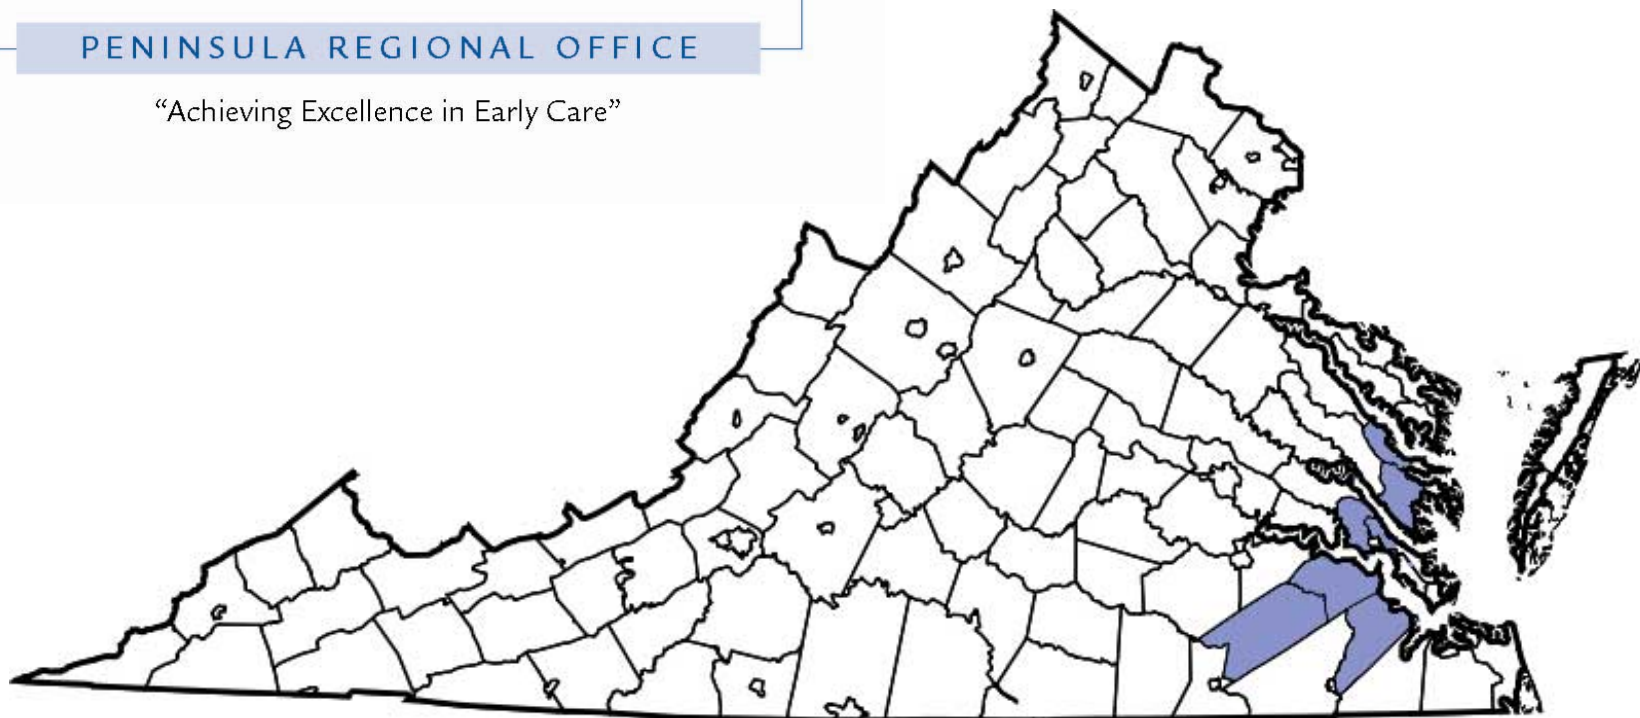 PENINSULA REGIONAL OFFICE
“Achieving Excellence in Early Care”